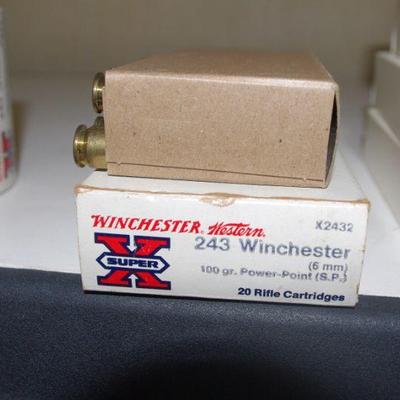 WINCHESTER Western
X2432
X
SUPER
243 Winchester
(6 mm)
100 gr. Power-Point (S.P.)
20 Rifle Cartridges